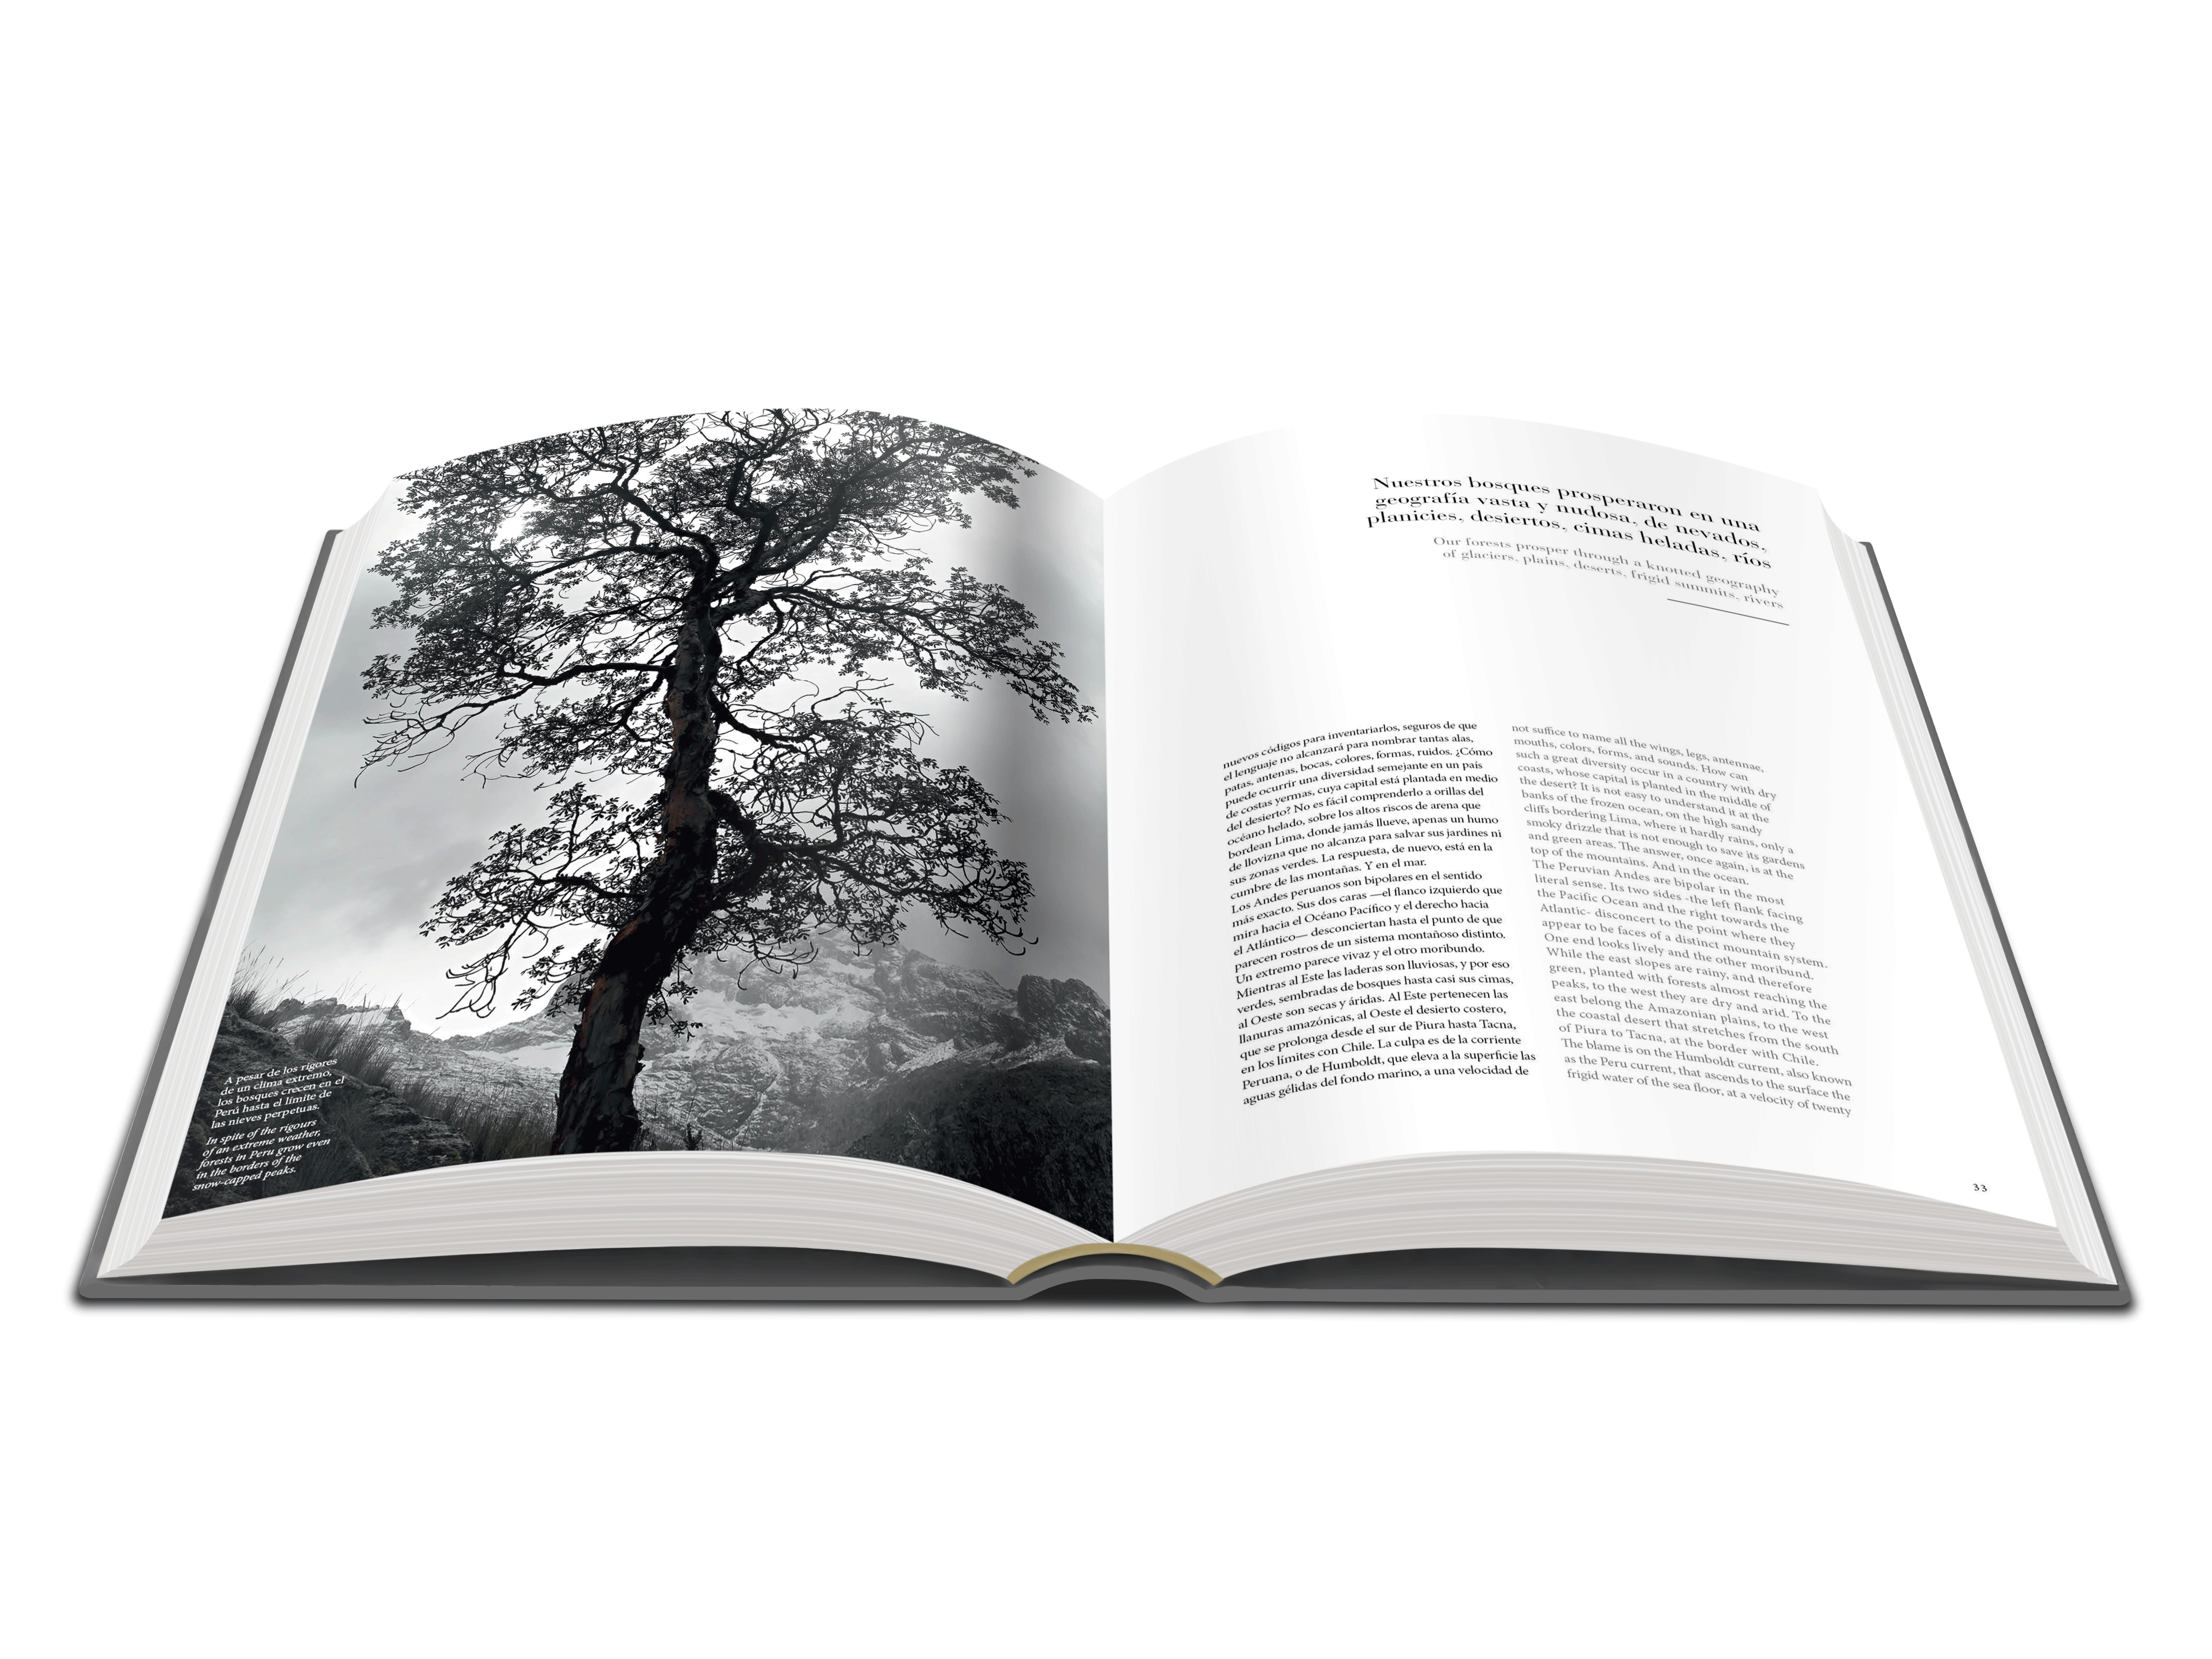 A pesar de los rigores
de un clima extremo,
los bosques crecen en el
Perú hasta el límite de
las nieves perpetuas.
In spite of the rigours
of an extreme weather,
forests in Peru grow even
in the borders of the
snow-capped peaks.
Nuestros bosques prosperaron en una
geografía vasta y nudosa, de nevados,
planicies, desiertos, cimas heladas, ríos
Our forests prosper through a knotted geography
of glaciers, plains, deserts, frigid summits, rivers
nuevos códigos para inventariarlos, seguros de que
el lenguaje no alcanzará para nombrar tantas alas,
patas, antenas, bocas, colores, formas, ruidos. ¿Cómo
puede ocurrir una diversidad semejante en un país
de costas yermas, cuya capital está plantada en medio
del desierto? No es fácil comprenderlo a orillas del
océano helado, sobre los altos riscos de arena que
bordean Lima, donde jamás llueve, apenas un humo
de llovizna que no alcanza para salvar sus jardines ni
sus zonas verdes. La respuesta, de nuevo, está en la
cumbre de las montañas. Y en el mar.
Los Andes peruanos son bipolares en el sentido
más exacto. Sus dos caras —el flanco izquierdo que
mira hacia el Océano Pacífico y el derecho hacia
el Atlántico— desconciertan hasta el punto de que
parecen rostros de un sistema montañoso distinto.
Un extremo parece vivaz y el otro moribundo.
Mientras al Este las laderas son lluviosas, y por eso
verdes, sembradas de bosques hasta casi sus cimas,
al Oeste son secas y áridas. Al Este pertenecen las
llanuras amazónicas, al Oeste el desierto costero,
que se prolonga desde el sur de Piura hasta Tacna,
en los límites con Chile. La culpa es de la corriente
Peruana, o de Humboldt, que eleva a la superficie las
aguas gélidas del fondo marino, a una velocidad de
not suffice to name all the wings, legs, antennae,
mouths, colors, forms, and sounds. How can
such a great diversity occur in a country with dry
coasts, whose capital is planted in the middle of
the desert? It is not easy to understand it at the
banks of the frozen ocean, on the high sandy
cliffs bordering Lima, where it hardly rains, only a
smoky drizzle that is not enough to save its gardens
and green areas. The answer, once again, is at the
top of the mountains. And in the ocean.
The Peruvian Andes are bipolar in the most
literal sense. Its two sides -the left flank facing
the Pacific Ocean and the right towards the
Atlantic- disconcert to the point where they
appear to be faces of a distinct mountain system.
One end looks lively and the other moribund.
While the east slopes are rainy, and therefore
green, planted with forests almost reaching the
peaks, to the west they are dry and arid. To the
east belong the Amazonian plains, to the west
the coastal desert that stretches from the south
of Piura to Tacna, at the border with Chile.
The blame is on the Humboldt current, also known
as the Peru current, that ascends to the surface the
frigid water of the sea floor, at a velocity of twenty
33